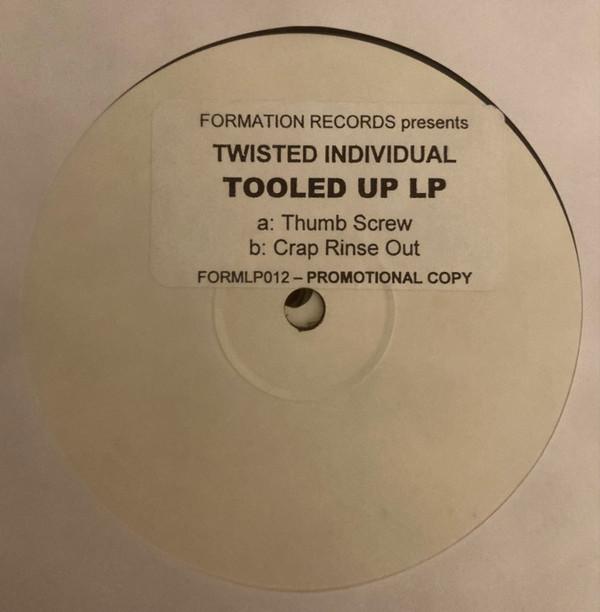 FORMATION RECORDS presents
TWISTED INDIVIDUAL
TOOLED UP LP
a: Thumb Screw
b: Crap Rinse Out
FORMLP012 – PROMOTIONAL COPY